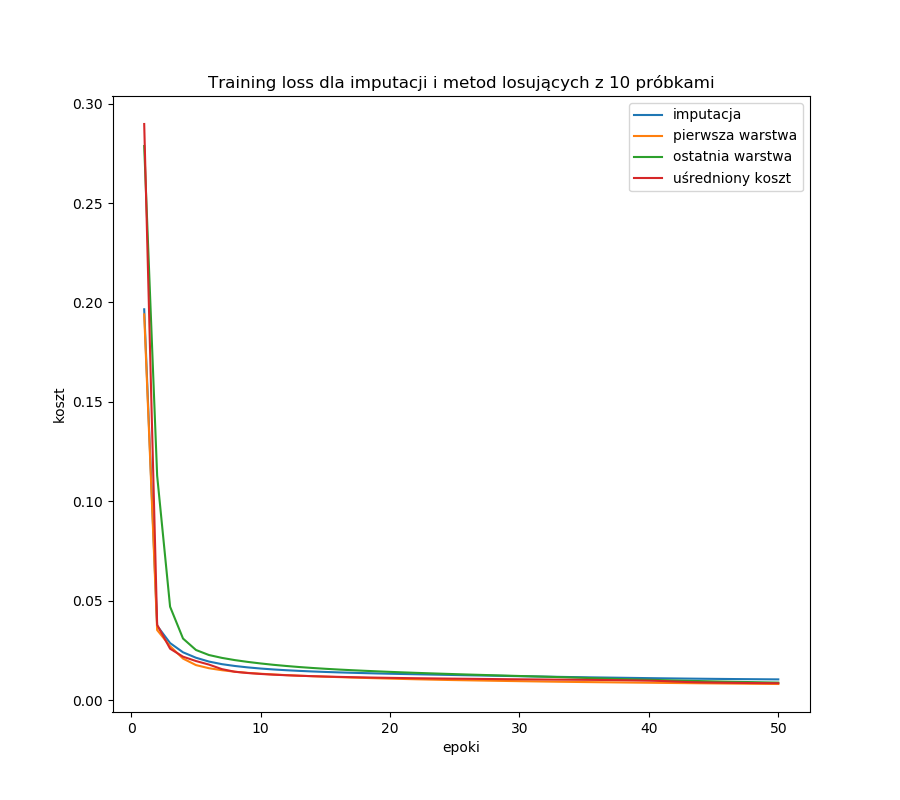 Training loss dla imputacji i metod losujących z 10 próbkami
0.30
0.25
0.20
0.15
0.10
0.05
0.00
koszt
imputacja
pierwsza warstwa
ostatnia warstwa
uśredniony koszt
0 10 20 30 40 50
epoki